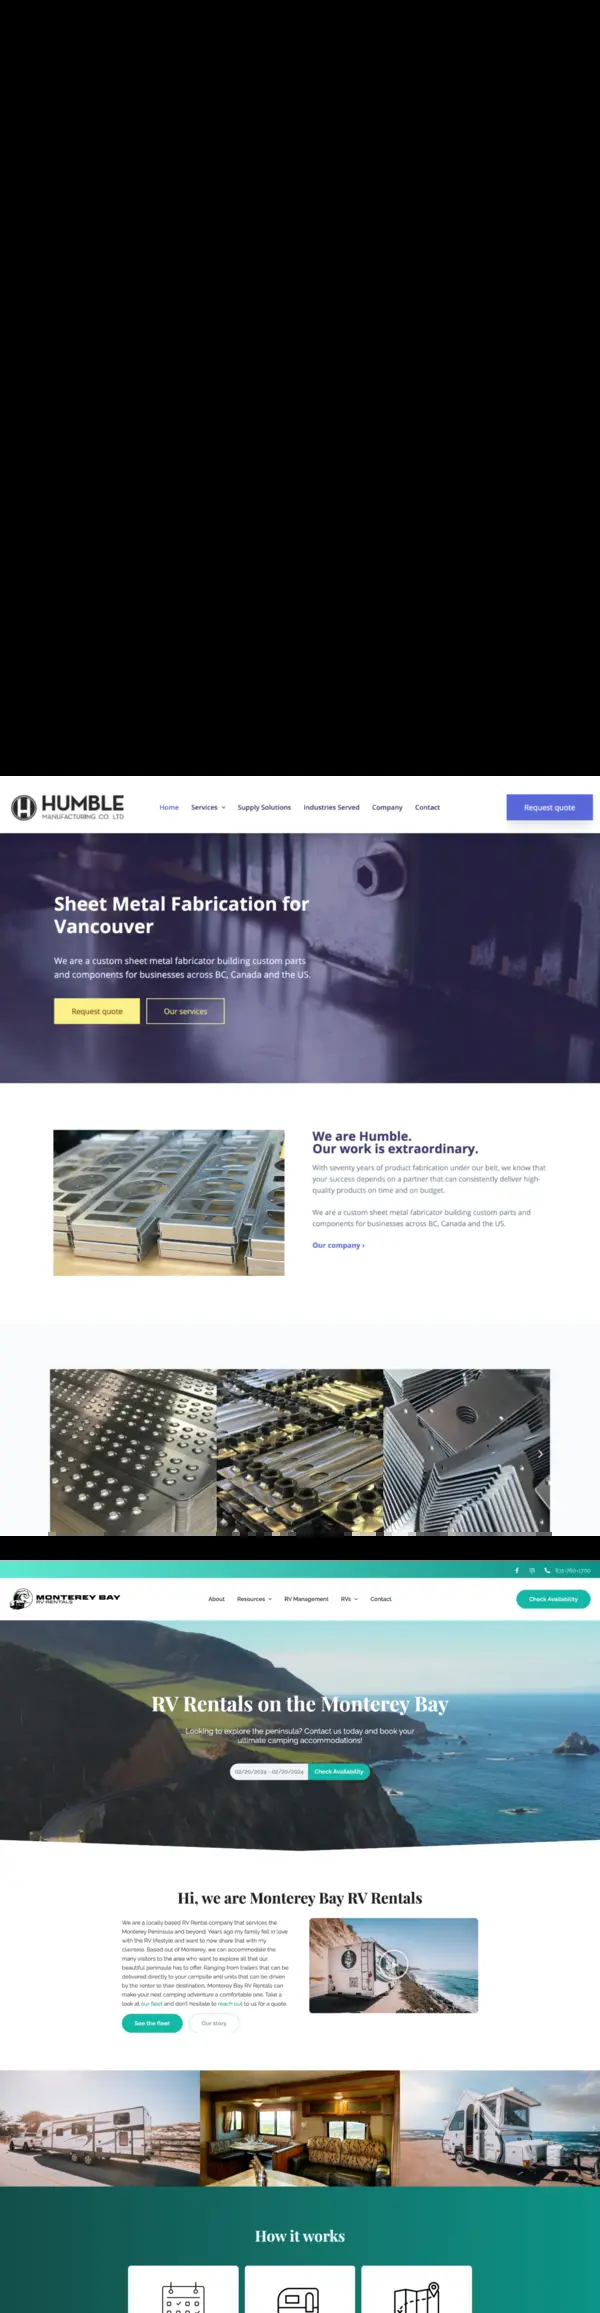 HUMBLE
MANUFACTURING CO. LTD
Home Services Supply Solutions Industries Served Company Contact
Request quote
Sheet Metal Fabrication for
Vancouver
We are a custom sheet metal fabricator building custom parts
and components for businesses across BC, Canada and the US.
Request quote Our services
We are Humble.
Our work is extraordinary.
With seventy years of product fabrication under our belt, we know that
your success depends on a partner that can consistently deliver high-
quality products on time and on budget.
We are a custom sheet metal fabricator building custom parts and
components for businesses across BC, Canada and the US.
Our company ›
831-760-1700
MONTEREY BAY
RV RENTALS
About Resources RV Management RVs Contact
Check Availability
RV Rentals on the Monterey Bay
Looking to explore the peninsula? Contact us today and book your
ultimate camping accommodations!
02/20/2024 - 02/20/2024 Check Availability
Hi, we are Monterey Bay RV Rentals
We are a locally based RV Rental company that services the
Monterey Peninsula and beyond. Years ago my family fell in love
with the RV lifestyle and want to now share that with my
clientele. Based out of Monterey, we can accommodate the
many visitors to the area who want to explore all that our
beautiful peninsula has to offer. Ranging from trailers that can be
delivered directly to your campsite and units that can be driven
by the renter to their destination, Monterey Bay RV Rentals can
make your next camping adventure a comfortable one. Take a
look at our fleet and don't hesitate to reach out to us for a quote.
See the fleet Our story
How it works